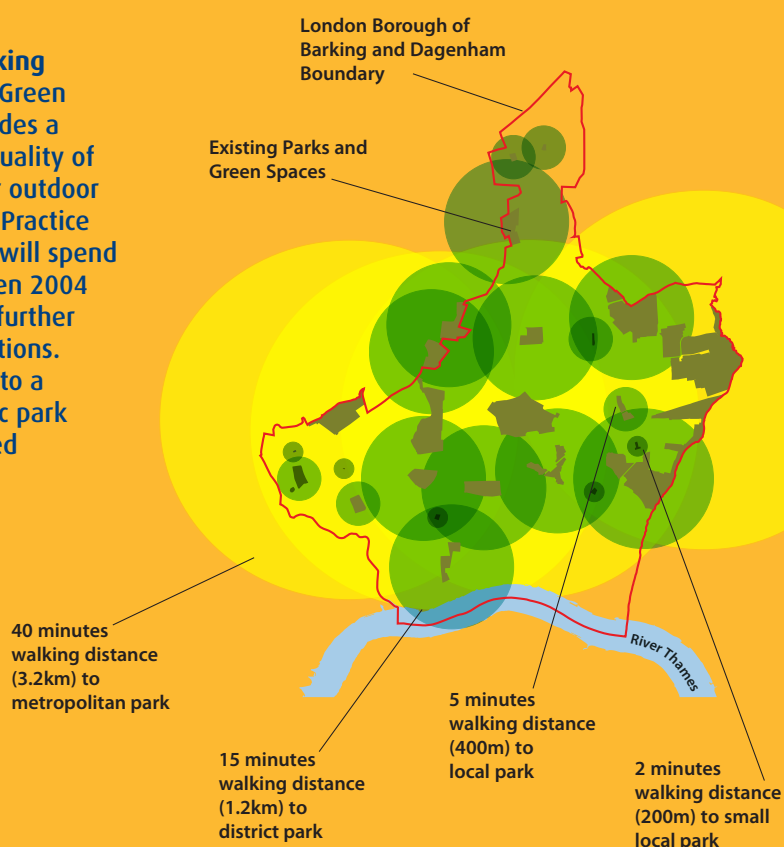 king
Green
des a
uality of
r outdoor
Practice
will spend
en 2004
further
tions.
to a
c park
ed
London Borough of
Barking and Dagenham
Boundary
Existing Parks and
Green Spaces
River Thames
40 minutes
walking distance
(3.2km) to
metropolitan park
15 minutes
walking distance
(1.2km) to
district park
5 minutes
walking distance
(400m) to
local park
2 minutes
walking distance
(200m) to small
local park